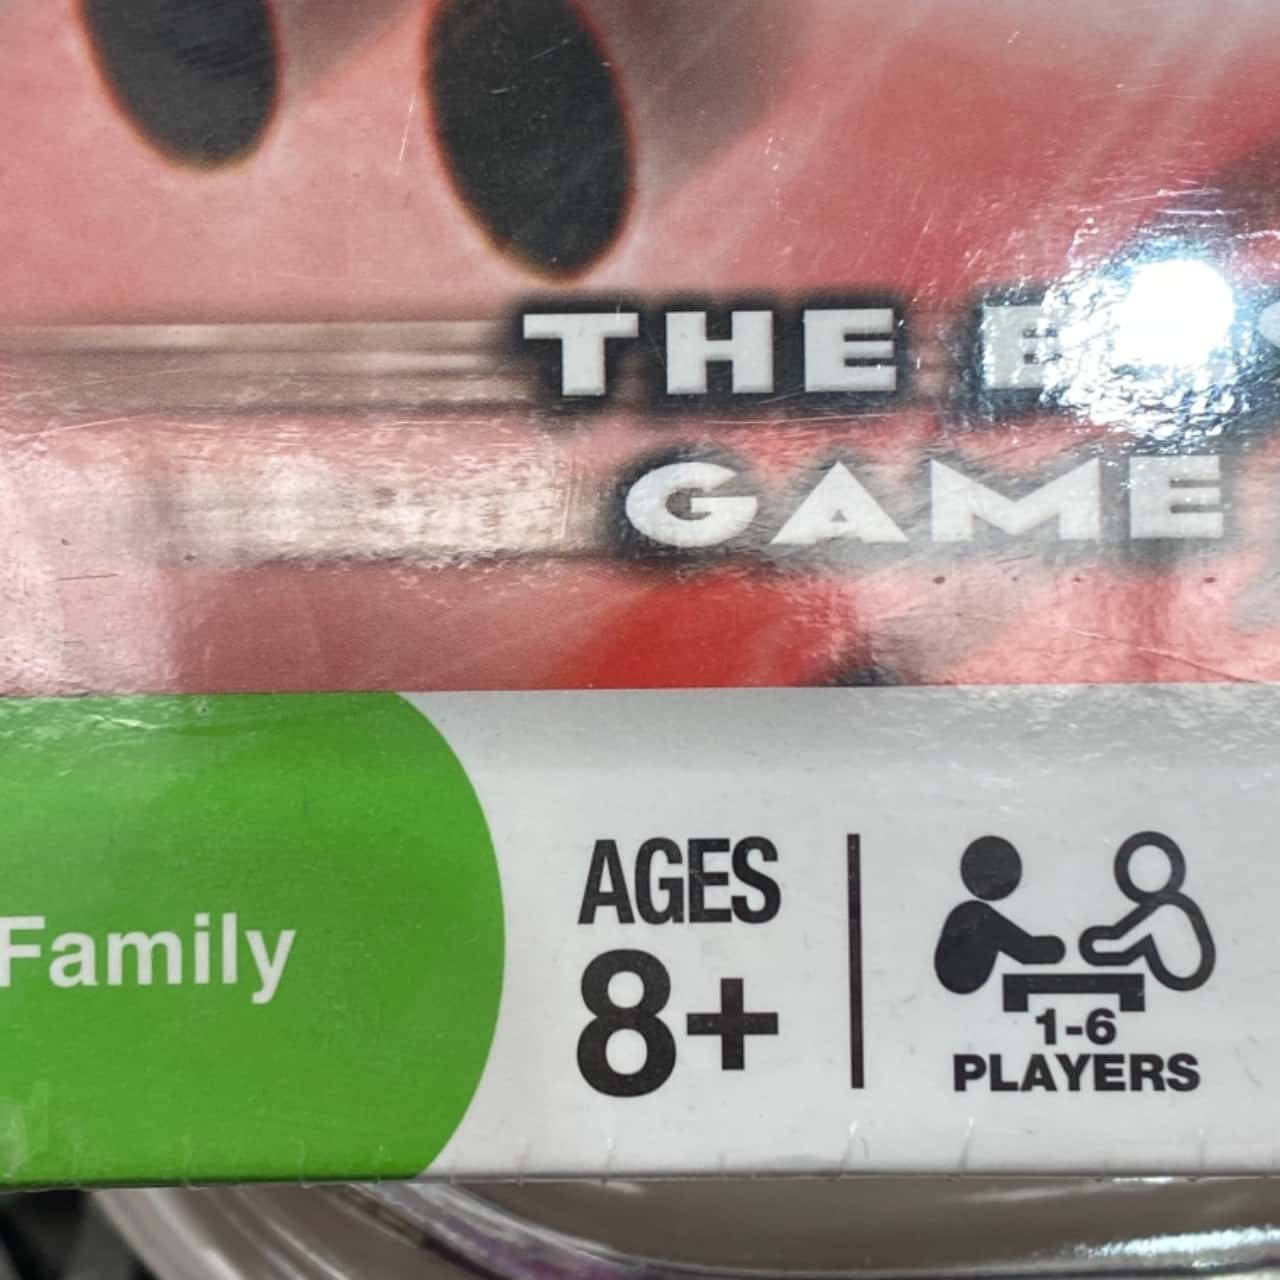 THE
GAME
Family
AGES
8+
1-6
PLAYERS